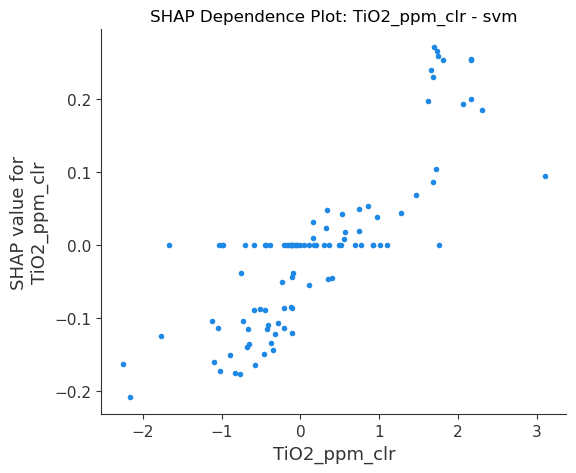 SHAP Dependence Plot: TiO2_ppm_clr - svm
SHAP value for
TiO2_ppm_clr
0.2
0.1
0.0
−0.1
−0.2
−2
−1
0
1
2
3
TiO2_ppm_clr